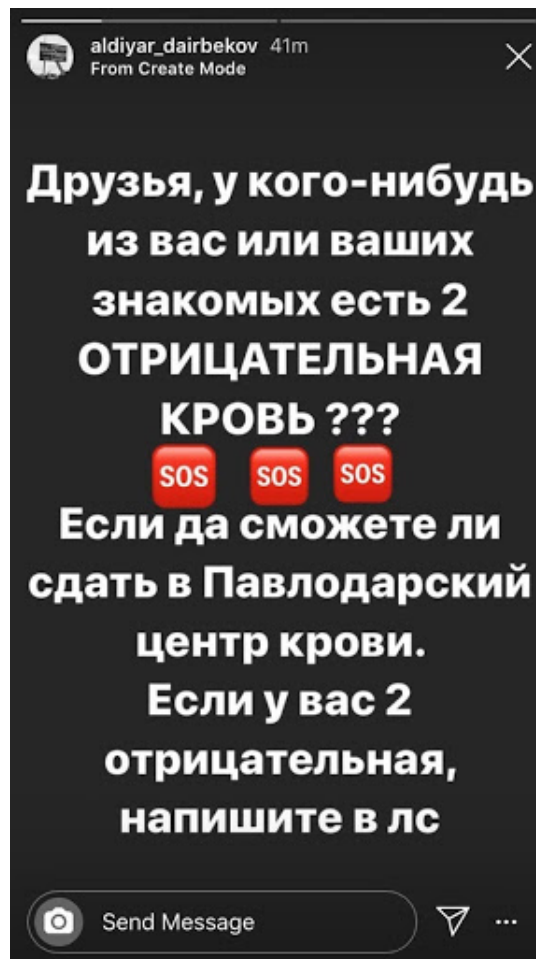 aldiyar_dairbekov 41m
From Create Mode
Друзья, у кого-нибудь
из вас или ваших
знакомых есть 2
ОТРИЦАТЕЛЬНАЯ
КРОВЬ ???
SOS SOS SOS
Если да сможете ли
сдать в Павлодарский
центр крови.
Если у вас 2
отрицательная,
напишите в лс
Send Message